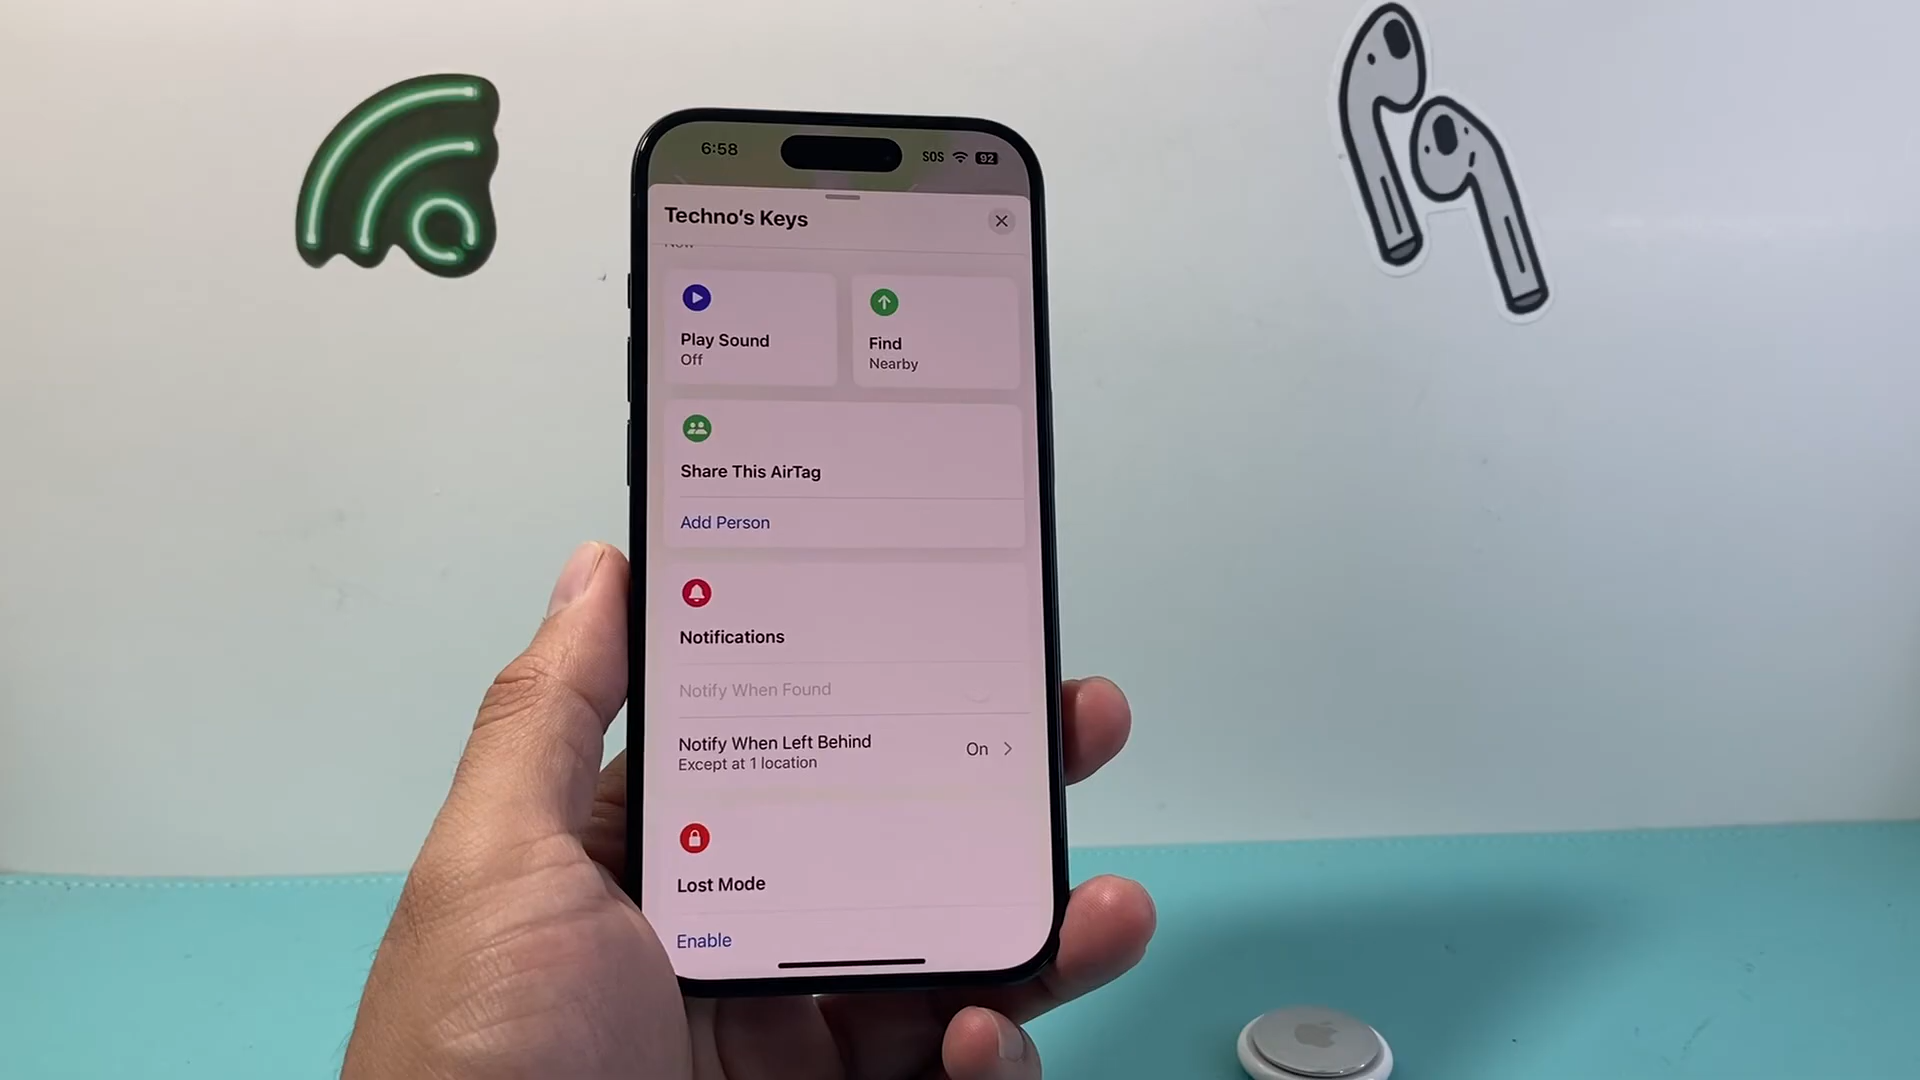 6:58
SOS
92
Techno's Keys
Now
Play Sound
Off
Find
Nearby
Share This AirTag
Add Person
Notifications
Notify When Found
Notify When Left Behind
On
Except at 1 location
Lost Mode
Enable